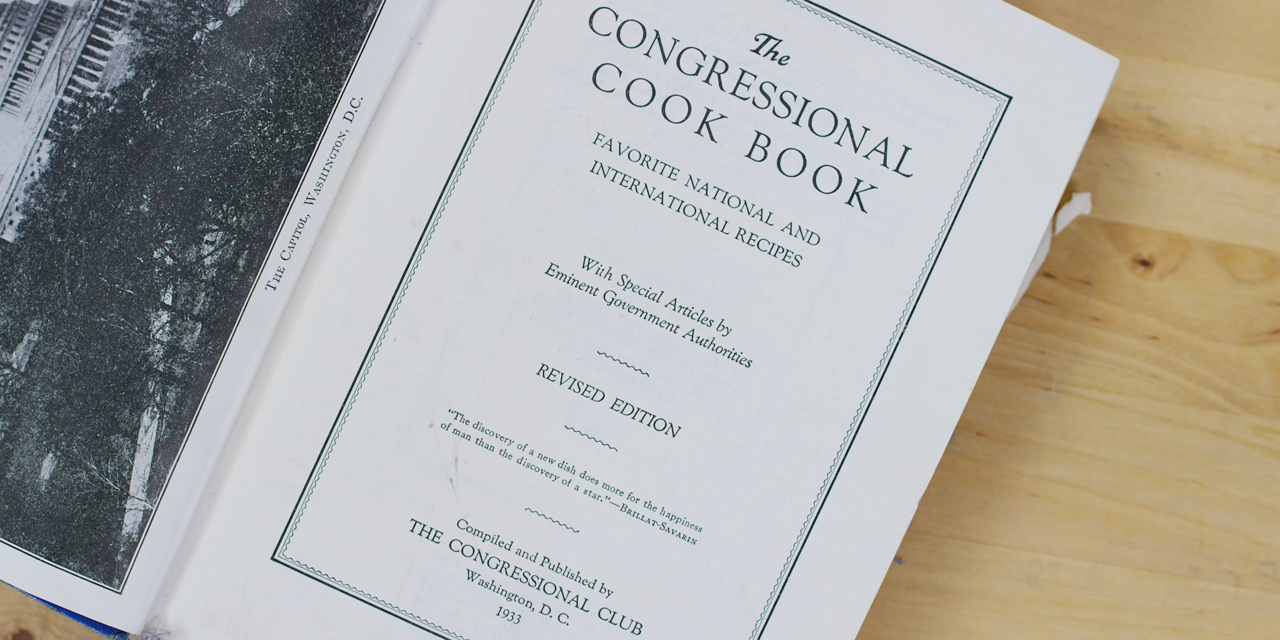 THE CAPITOL, WASHINGTON, D.C.
The
CONGRESSIONAL
COOK BOOK
FAVORITE NATIONAL AND
INTERNATIONAL RECIPES
With Special Articles by
Eminent Government Authorities
REVISED EDITION
"The discovery of a new dish does more for the happiness
of man than the discovery of a star."—BRILLAT-SAVARIN
Compiled and Published by
THE CONGRESSIONAL CLUB
Washington, D. C.
1933